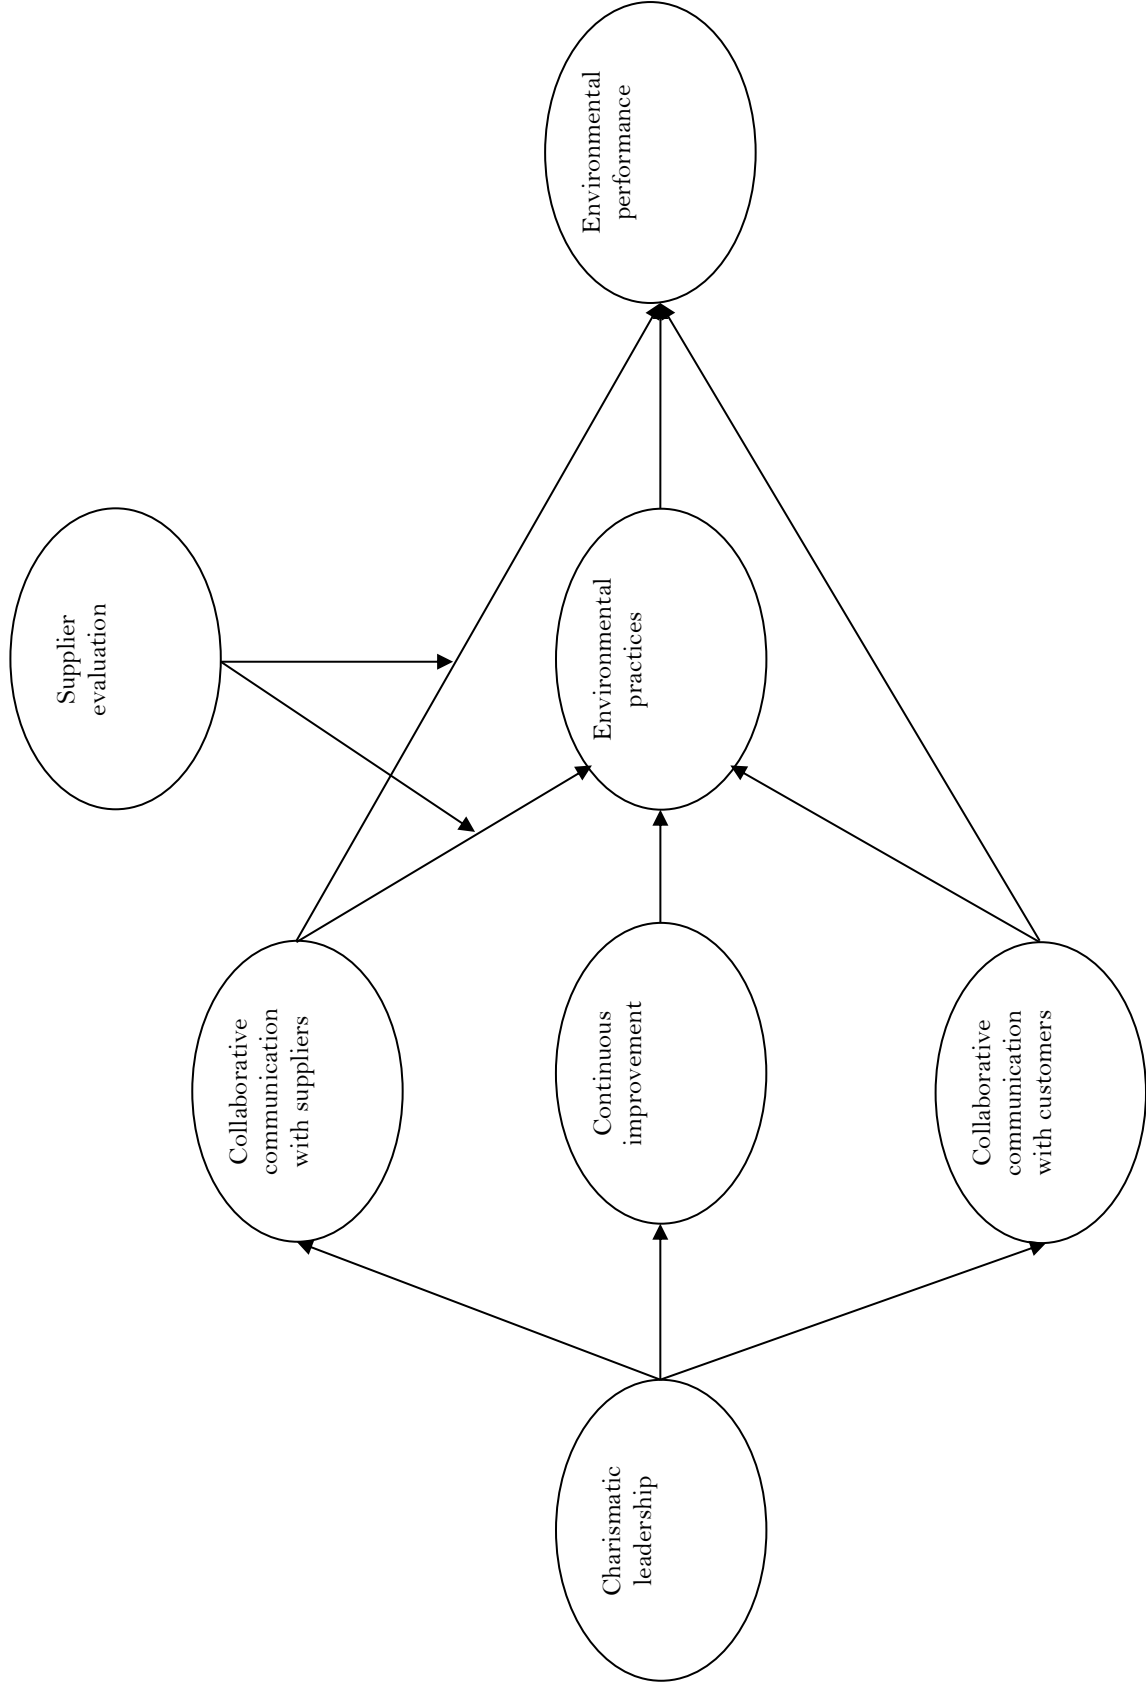 Supplier
evaluation
Collaborative
communication
with suppliers
Charismatic
leadership
Continuous
improvement
Environmental
practices
Environmental
performance
Collaborative
communication
with customers